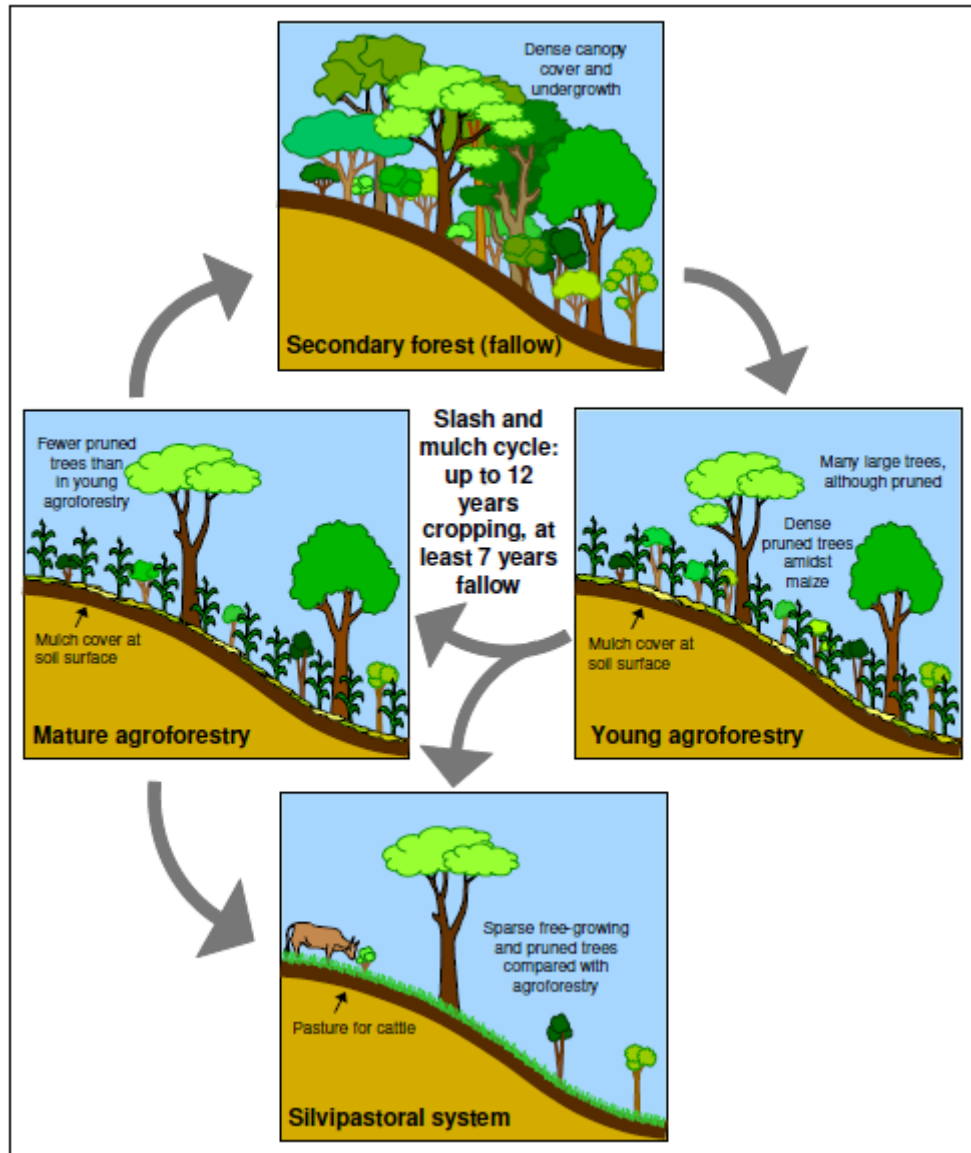 Dense canopy
cover and
undergrowth
Secondary forest (fallow)
Slash and
mulch cycle:
up to 12
years
cropping, at
least 7 years
fallow
Fewer pruned
trees than
in young
agroforestry
Mulch cover at
soil surface
Mature agroforestry
Many large trees,
although pruned
Dense
pruned trees
amidst
maize
Mulch cover at
soil surface
Young agroforestry
Sparse free-growing
and pruned trees
compared with
agroforestry
Pasture for cattle
Silvipastoral system